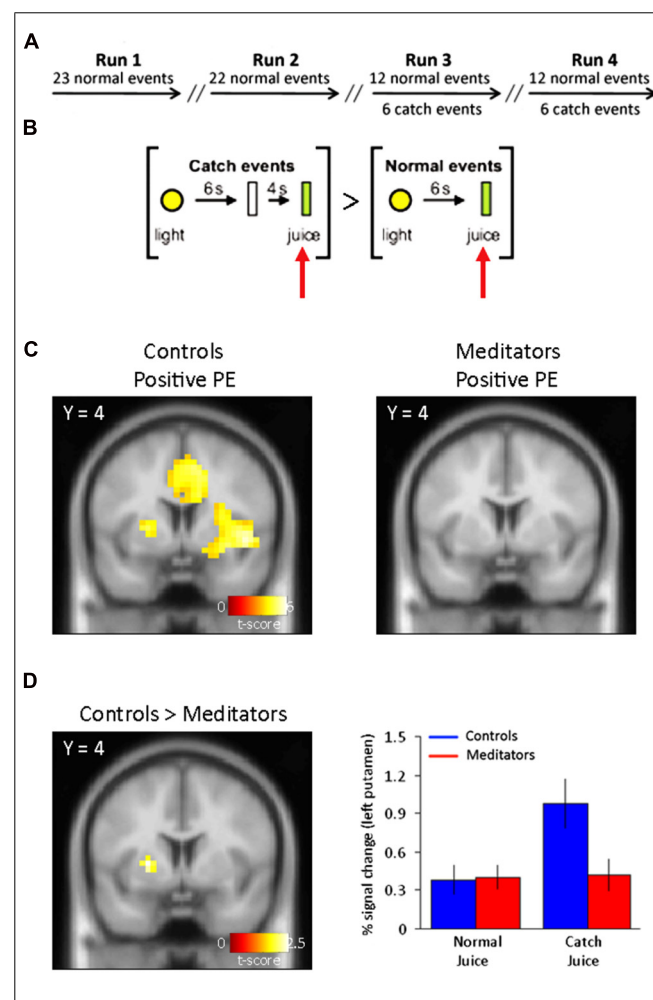 A
Run 1
23 normal events
Run 2
22 normal events
Run 3
12 normal events
6 catch events
Run 4
12 normal events
6 catch events
//
//
//
B
Catch events
6 s
4 s
light
juice
>
Normal events
6 s
light
juice
C
Controls
Positive PE
Y = 4
0
5
t-score
Meditators
Positive PE
Y = 4
D
Controls > Meditators
Y = 4
0
2.5
t-score
% signal change (left putamen)
1.5
1.2
0.9
0.6
0.3
0
Controls
Meditators
Normal
Juice
Catch
Juice